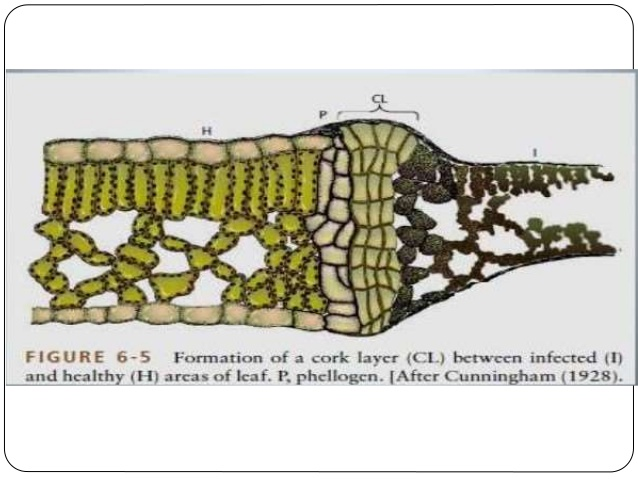 CL
P
H
I
FIGURE 6-5 Formation of a cork layer (CL) between infected (I)
and healthy (H) areas of leaf. P, phellogen. [After Cunningham (1928).